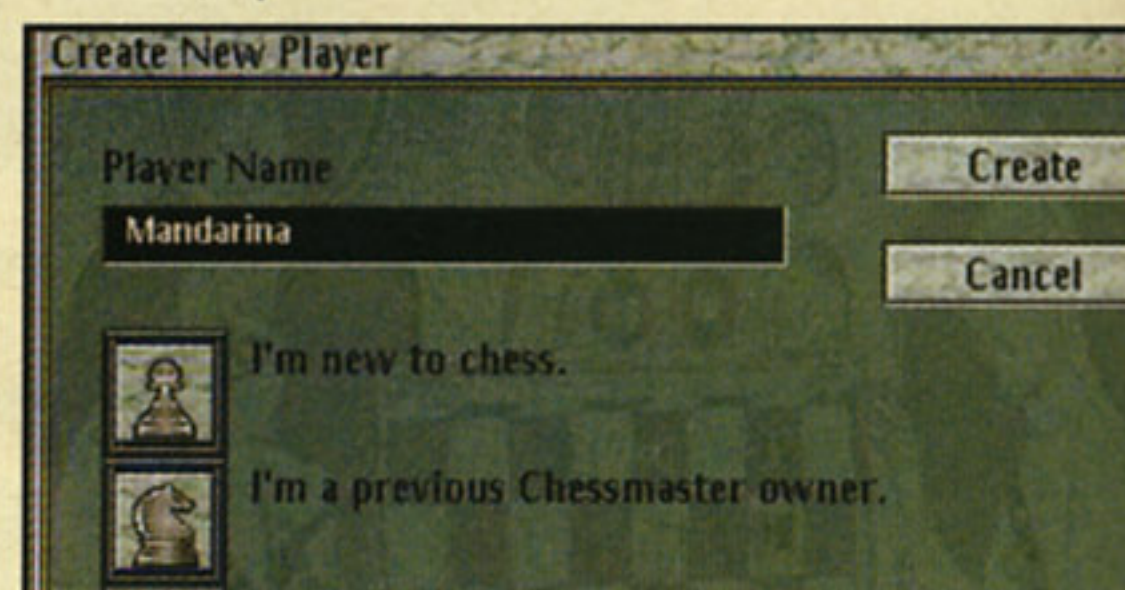 Create New Player
Player Name
Create
Mandarina
Cancel
I'm new to chess.
I'm a previous Chessmaster owner.